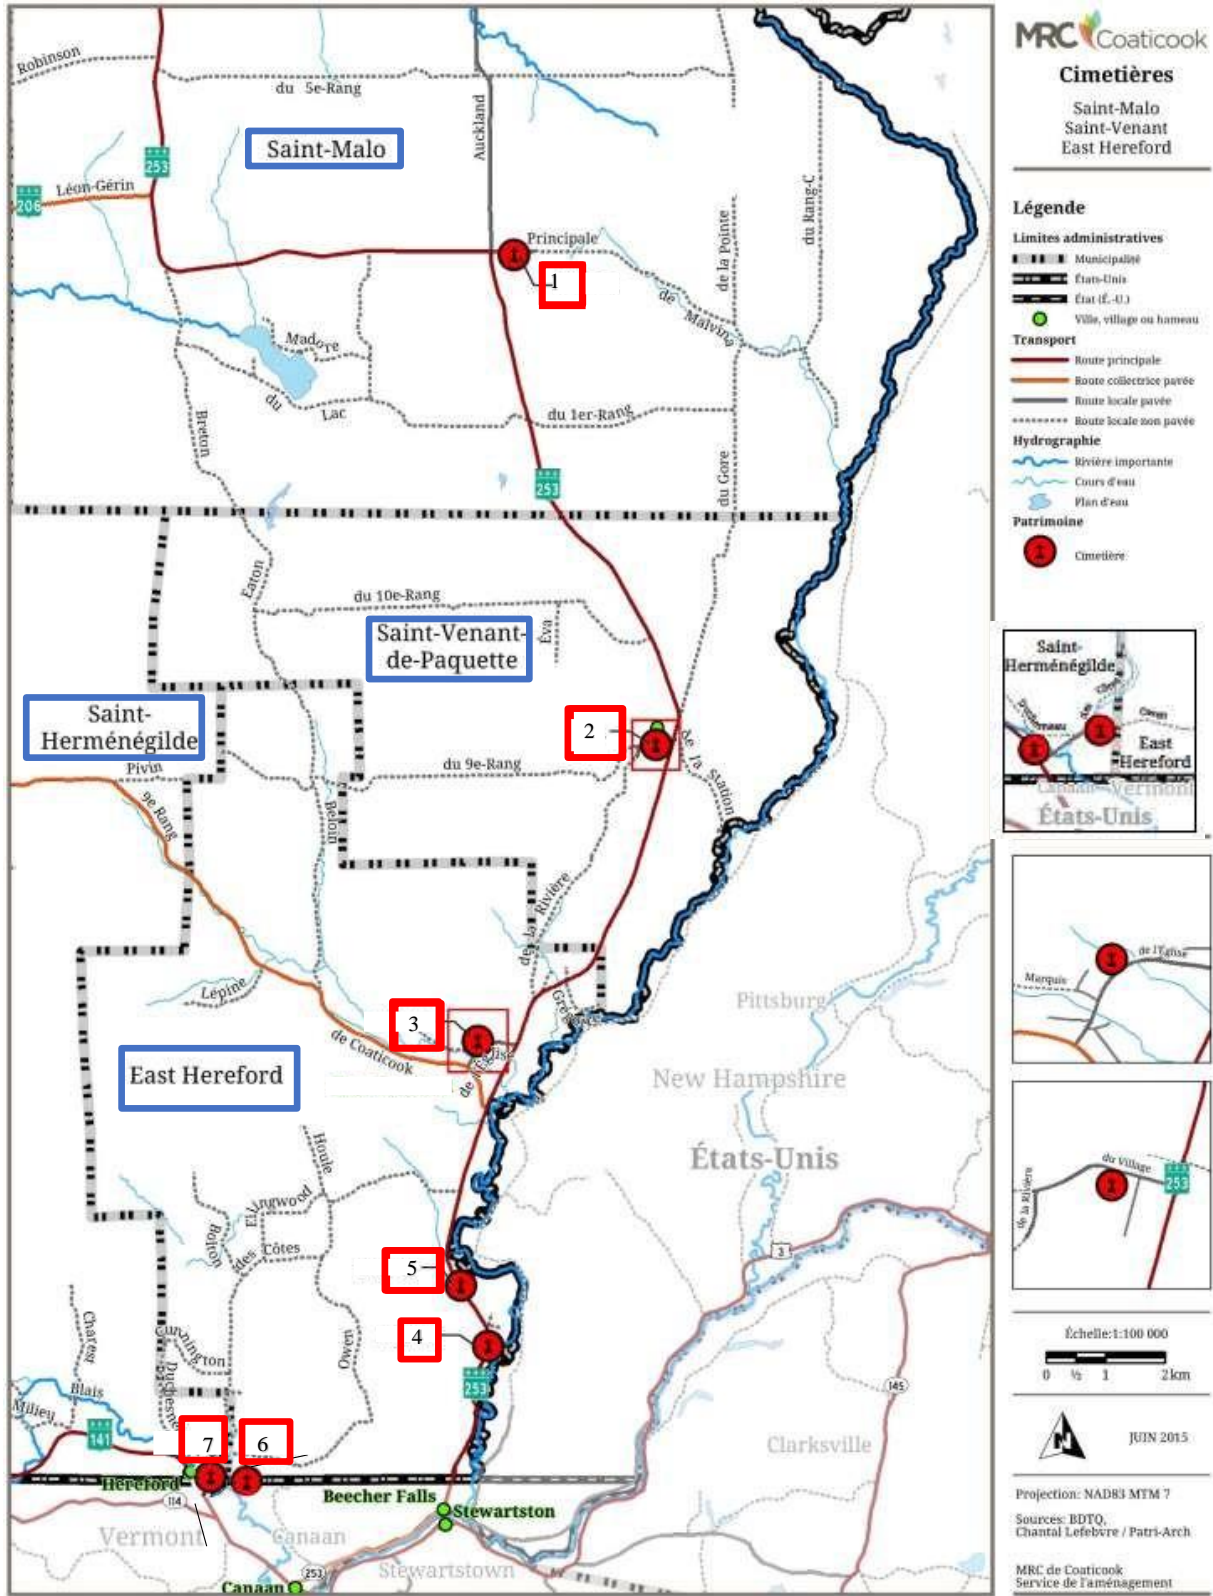 MRC Coaticook
Cimetières
Saint-Malo
Saint-Venant
East Hereford
Légende
Limites administratives
Municipalité
États-Unis
État (É.-U.)
Ville, village ou hameau
Transport
Route principale
Route collectrice pavée
Route locale pavée
Route locale non pavée
Hydrographie
Rivière importante
Cours d'eau
Plan d'eau
Patrimoine
Cimetière
Robinson
du 5e-Rang
Auckland
Saint-Malo
253
206
Léon-Gérin
Principale
1
de la Pointe
du Rang-C
de Malvina
Madore
du Lac
du 1er-Rang
Breton
253
du Gore
Eaton
du 10e-Rang
Éva
Saint-Venant-
de-Paquette
Saint-
Herménégilde
Pivin
9e Rang
2
de la Station
du 9e-Rang
Beloin
de la Rivière
Lépine
3
de Coaticook
East Hereford
Pittsburg
New Hampshire
États-Unis
Houle
Ellingwood
des Côtes
5
4
253
3
145
Owen
Cunnington
Duchesne
Charest
Blais
Milieu
141
7
6
Hereford
114
Beecher Falls
Stewartston
Vermont
Canaan
Stewartstown
253
Canaan
Clarksville
Saint-
Herménégilde
East
Hereford
Canaan
Vermont
États-Unis
de l'Église
Marquis
du Village
253
de la Rivière
Échelle:1:100 000
0 ½ 1 2 km
N
JUIN 2015
Projection: NAD83 MTM 7
Sources: BDTQ,
Chantal Lefebvre / Patri-Arch
MRC de Coaticook
Service de l'aménagement